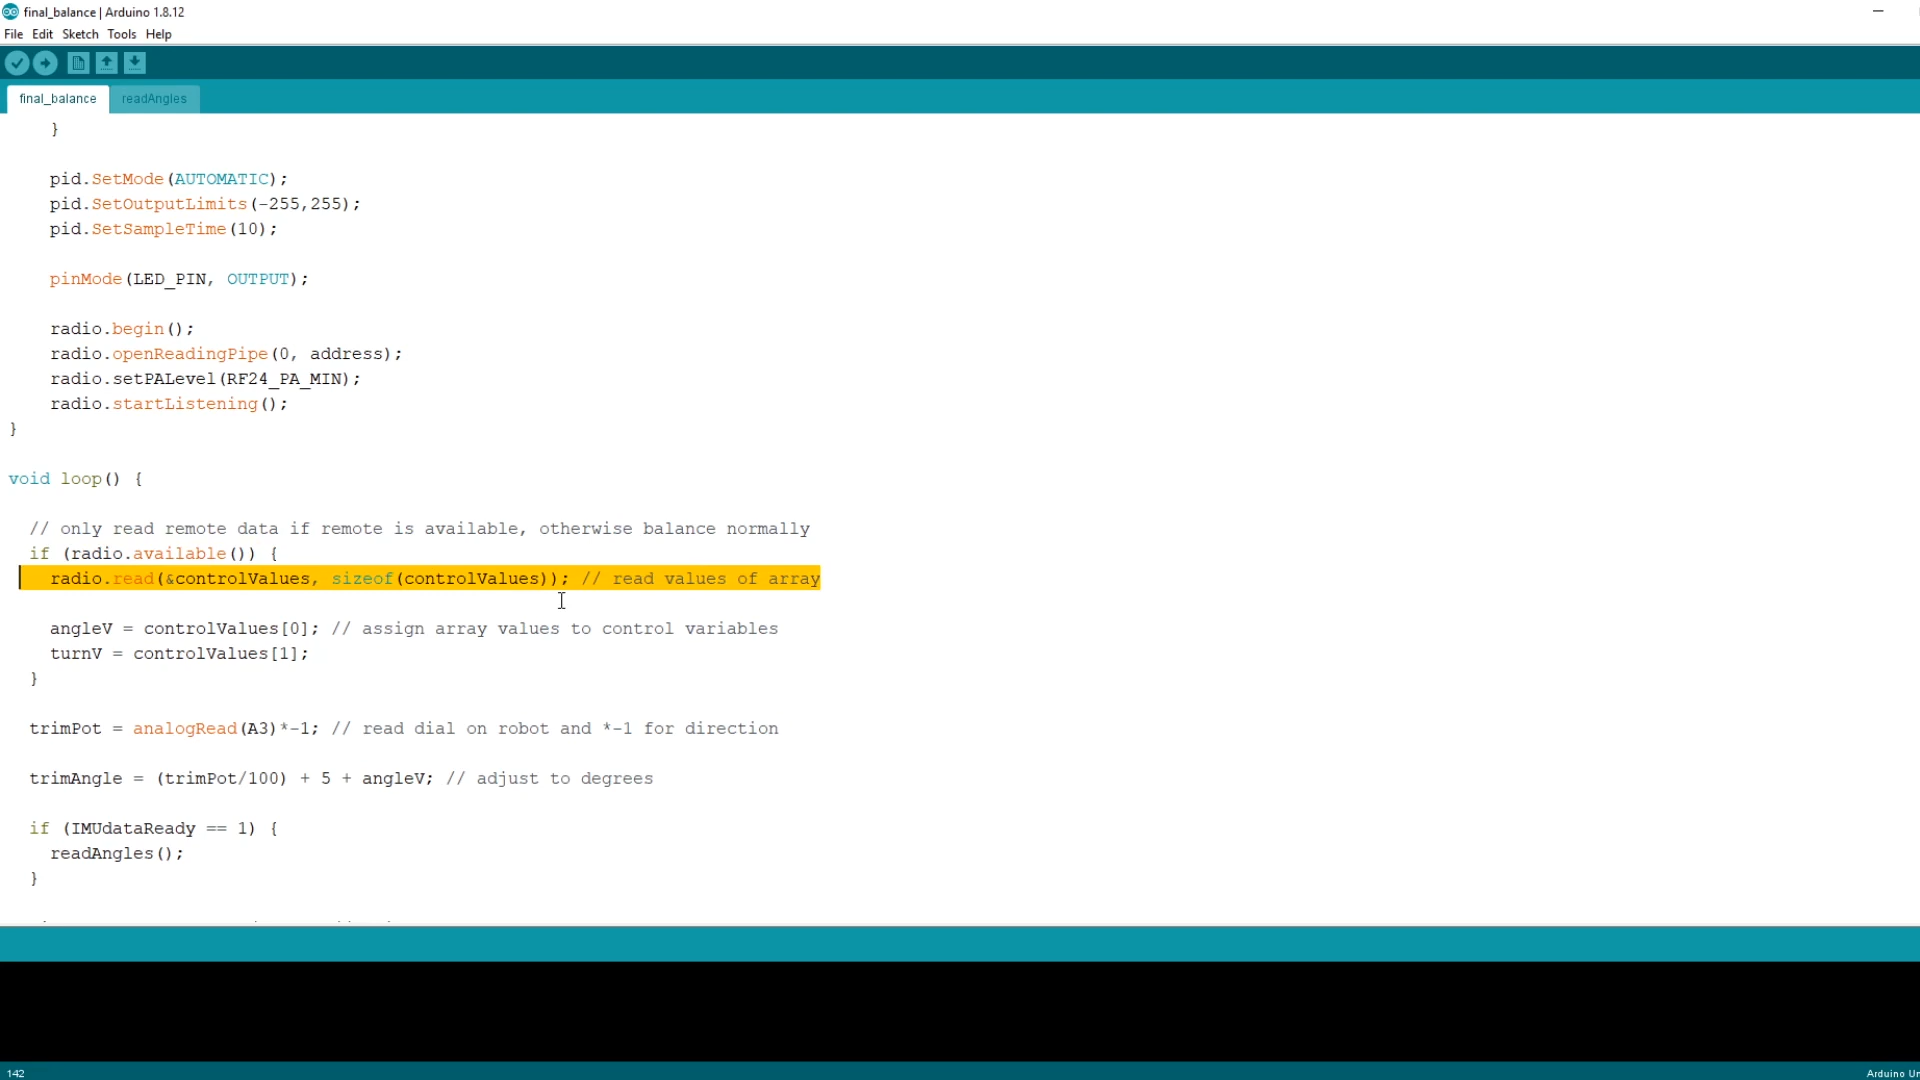 final_balance | Arduino 1.8.12
File Edit Sketch Tools Help
final_balance readAngles
}
pid.SetMode(AUTOMATIC);
pid.SetOutputLimits(-255,255);
pid.SetSampleTime(10);
pinMode(LED_PIN, OUTPUT);
radio.begin();
radio.openReadingPipe(0, address);
radio.setPALevel(RF24_PA_MIN);
radio.startListening();
}
void loop() {
// only read remote data if remote is available, otherwise balance normally
if (radio.available()) {
radio.read(&controlValues, sizeof(controlValues)); // read values of array
angleV = controlValues[0]; // assign array values to control variables
turnV = controlValues[1];
}
trimPot = analogRead(A3)*-1; // read dial on robot and *-1 for direction
trimAngle = (trimPot/100) + 5 + angleV; // adjust to degrees
if (IMUdataReady == 1) {
readAngles();
}
142 Arduino Un